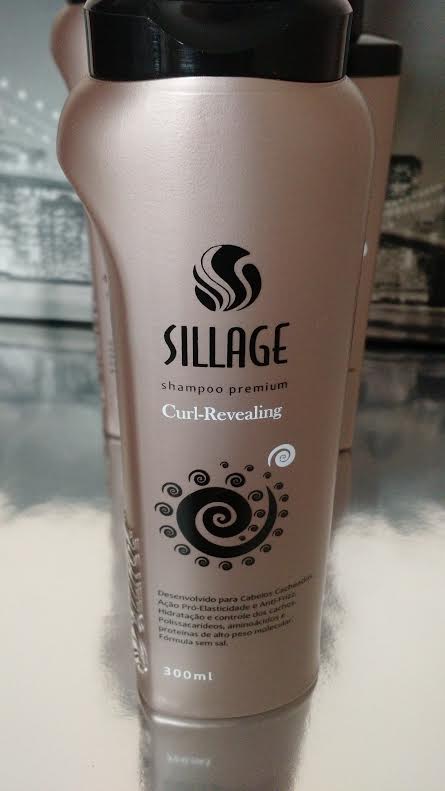 SILLAGE
shampoo premium
Curl-Revealing
Desenvolvido para Cabelos Cacheados.
Ação Pró-Elasticidade e Anti-Frizz.
Hidratação e controle dos cachos.
Polissacarídeos, aminoácidos e
proteínas de alto peso molecular.
Fórmula sem sal.
300ml